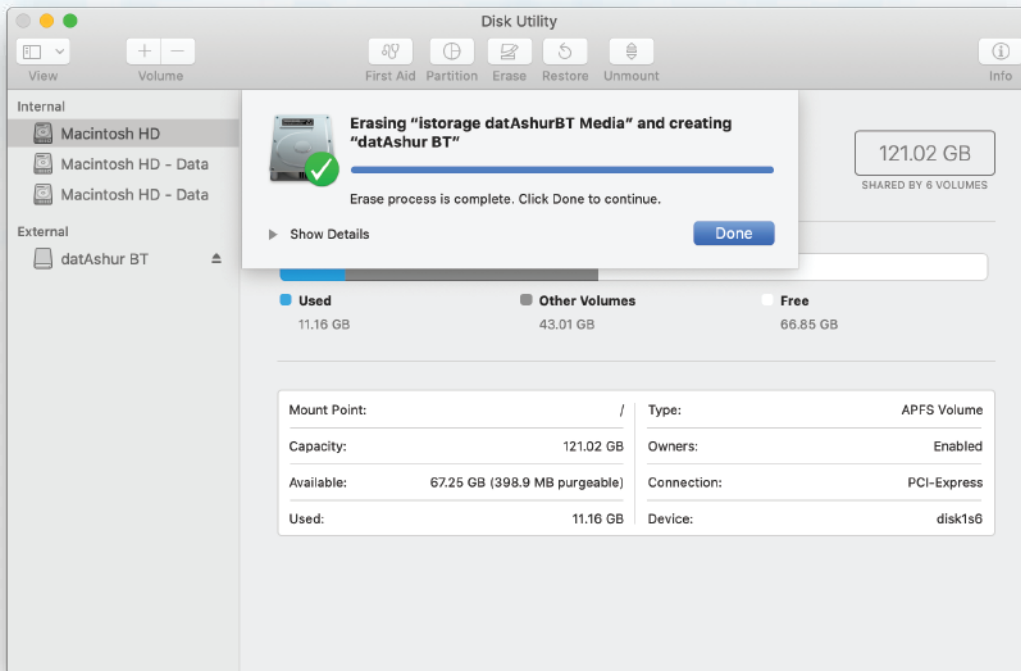 Disk Utility
View
Volume
First Aid
Partition
Erase
Restore
Unmount
Info
Internal
Macintosh HD
Macintosh HD - Data
Macintosh HD - Data
External
datAshur BT
Erasing “istorage datAshurBT Media” and creating
“datAshur BT”
Erase process is complete. Click Done to continue.
Show Details
Done
121.02 GB
SHARED BY 6 VOLUMES
Used
11.16 GB
Other Volumes
43.01 GB
Free
66.85 GB
Mount Point: /
Capacity: 121.02 GB
Available: 67.25 GB (398.9 MB purgeable)
Used: 11.16 GB
Type: APFS Volume
Owners: Enabled
Connection: PCI-Express
Device: disk1s6